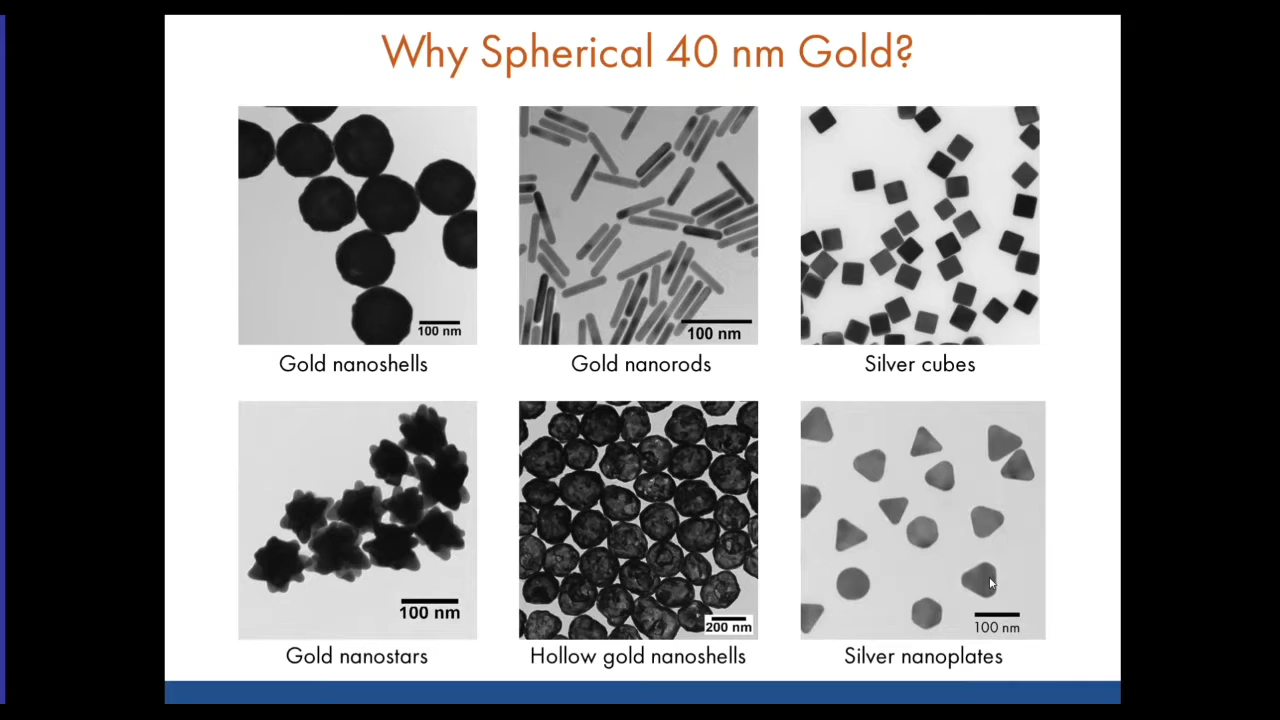 Why Spherical 40 nm Gold?
100 nm
100 nm
Gold nanoshells
Gold nanorods
Silver cubes
100 nm
200 nm
100 nm
Gold nanostars
Hollow gold nanoshells
Silver nanoplates